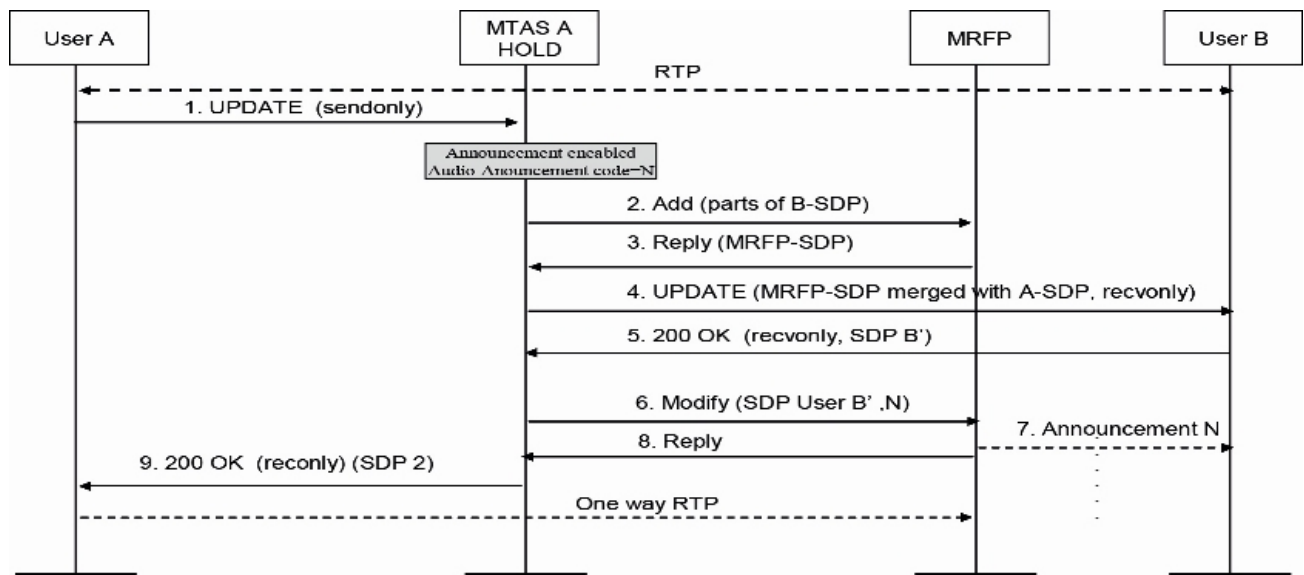 User A
MTAS A
HOLD
MRFP
User B
RTP
1. UPDATE (sendonly)
Announcement eneabled
Audio Anouncement code=N
2. Add (parts of B-SDP)
3. Reply (MRFP-SDP)
4. UPDATE (MRFP-SDP merged with A-SDP, recvonly)
5. 200 OK (recvonly, SDP B')
6. Modify (SDP User B' ,N)
7. Announcement N
8. Reply
9. 200 OK (reconly) (SDP 2)
One way RTP